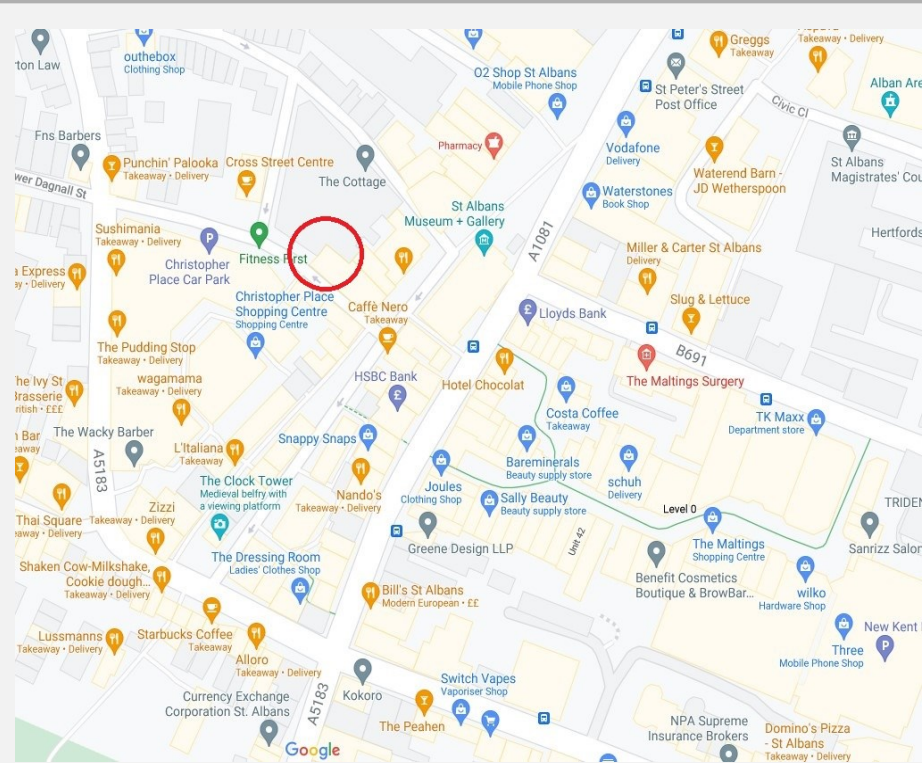 rton Law
outhebox
Clothing Shop
O2 Shop St Albans
Mobile Phone Shop
Greggs
Takeaway
Takeaway • Delivery
St Peter's Street
Post Office
Alban Are
Civic Cl
Fns Barbers
Pharmacy
Vodafone
Delivery
St Albans
Magistrates' Cou
Punchin' Palooka
Takeaway • Delivery
Cross Street Centre
The Cottage
Waterend Barn -
JD Wetherspoon
wer Dagnall St
Waterstones
Book Shop
St Albans
Museum + Gallery
A1081
Hertfords
Sushimania
Takeaway • Delivery
Christopher
Place Car Park
Fitness First
Miller & Carter St Albans
Delivery
a Express
ay • Delivery
Christopher Place
Shopping Centre
Shopping Centre
Caffè Nero
Takeaway
Lloyds Bank
Slug & Lettuce
B691
The Pudding Stop
Takeaway • Delivery
The Maltings Surgery
he Ivy St
Brasserie
ritish • £££
wagamama
Takeaway • Delivery
HSBC Bank
Hotel Chocolat
Costa Coffee
Takeaway
TK Maxx
Department store
n Bar
eaway
The Wacky Barber
L'Italiana
Takeaway
Snappy Snaps
A5183
Joules
Clothing Shop
Bareminerals
Beauty supply store
schuh
Delivery
The Clock Tower
Medieval belfry with
a viewing platform
Nando's
Takeaway • Delivery
Sally Beauty
Beauty supply store
Level 0
TRIDEN
Thai Square
eaway • Delivery
Zizzi
Takeaway • Delivery
Greene Design LLP
Unit 42
The Maltings
Shopping Centre
Sanrizz Salon
Shaken Cow-Milkshake,
Cookie dough...
Takeaway • Delivery
The Dressing Room
Ladies' Clothes Shop
Bill's St Albans
Modern European • ££
Benefit Cosmetics
Boutique & BrowBar...
wilko
Hardware Shop
Lussmanns
Takeaway • Delivery
Starbucks Coffee
Takeaway
Alloro
Takeaway • Delivery
Three
Mobile Phone Shop
New Kent
Currency Exchange
Corporation St. Albans
A5183
Kokoro
Switch Vapes
Vaporiser Shop
The Peahen
NPA Supreme
Insurance Brokers
Domino's Pizza
- St Albans
Takeaway • Delivery
Google